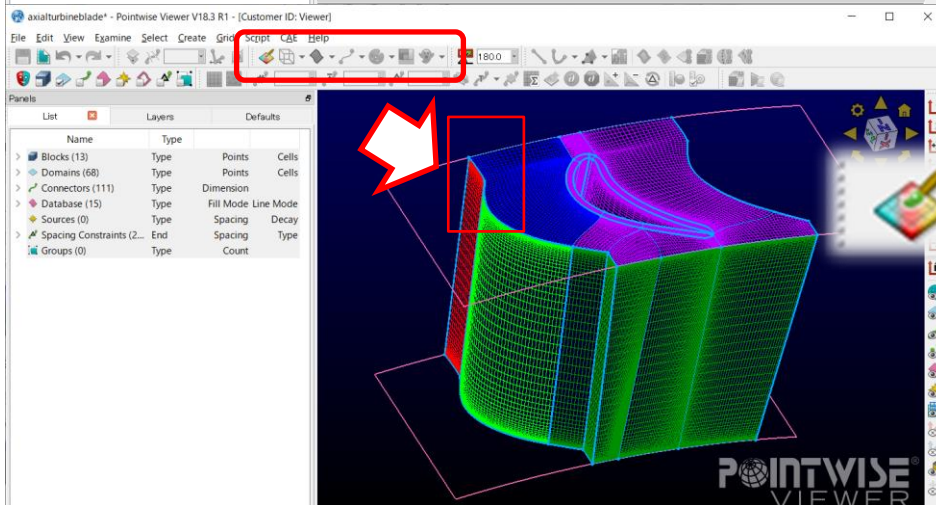 axialturbineblade* - Pointwise Viewer V18.3 R1 - [Customer ID: Viewer]
File Edit View Examine Select Create Grid Script CAE Help
180.0
Panels
List Layers Defaults
Name Type
Blocks (13) Type Points Cells
Domains (68) Type Points Cells
Connectors (111) Type Dimension
Database (15) Type Fill Mode Line Mode
Sources (0) Type Spacing Decay
Spacing Constraints (2... End Spacing Type
Groups (0) Type Count
POINTWISE®
VIEWER